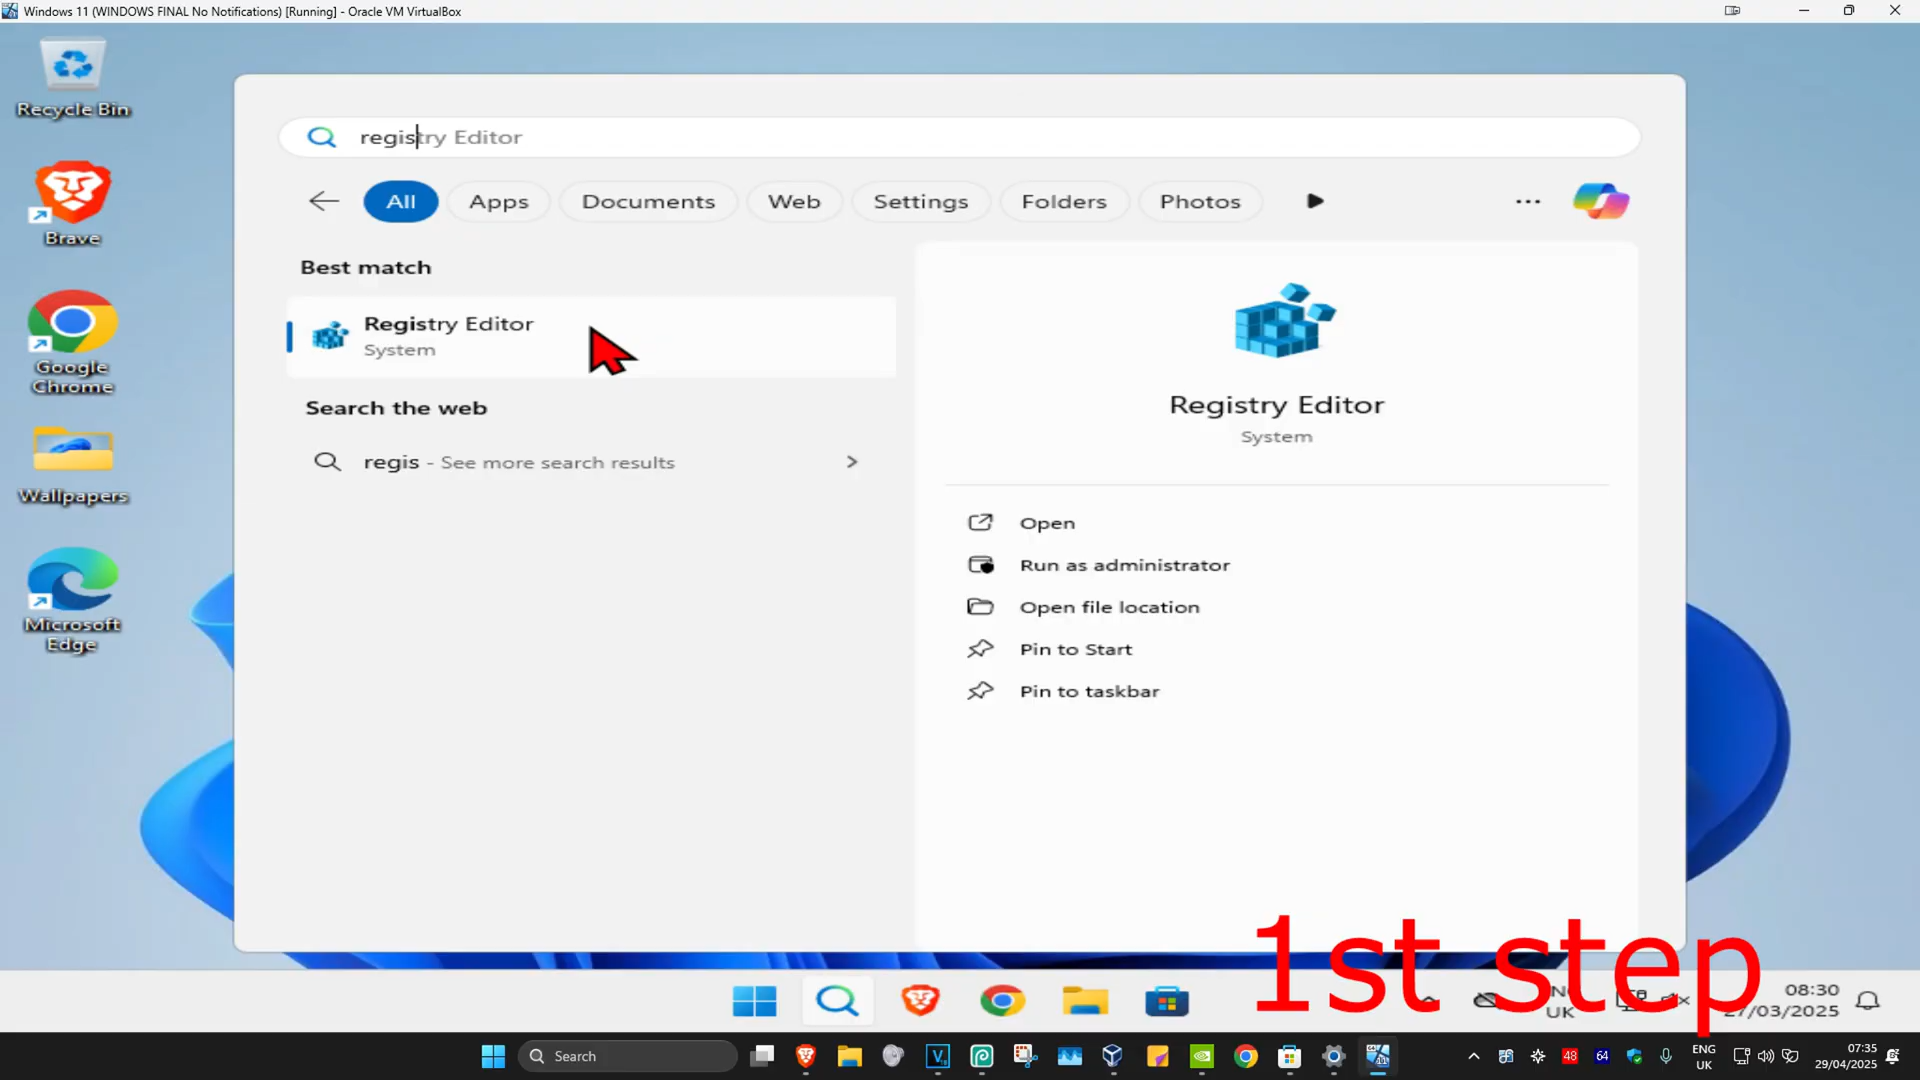 Windows 11 (WINDOWS FINAL No Notifications) [Running] - Oracle VM VirtualBox
Recycle Bin
Brave
Google
Chrome
Wallpapers
Microsoft
Edge
registry Editor
All
Apps
Documents
Web
Settings
Folders
Photos
Best match
Registry Editor
System
Search the web
regis - See more search results
Registry Editor
System
Open
Run as administrator
Open file location
Pin to Start
Pin to taskbar
1st step
UK
08:30
27/03/2025
Search
48
64
ENG
UK
07:35
29/04/2025